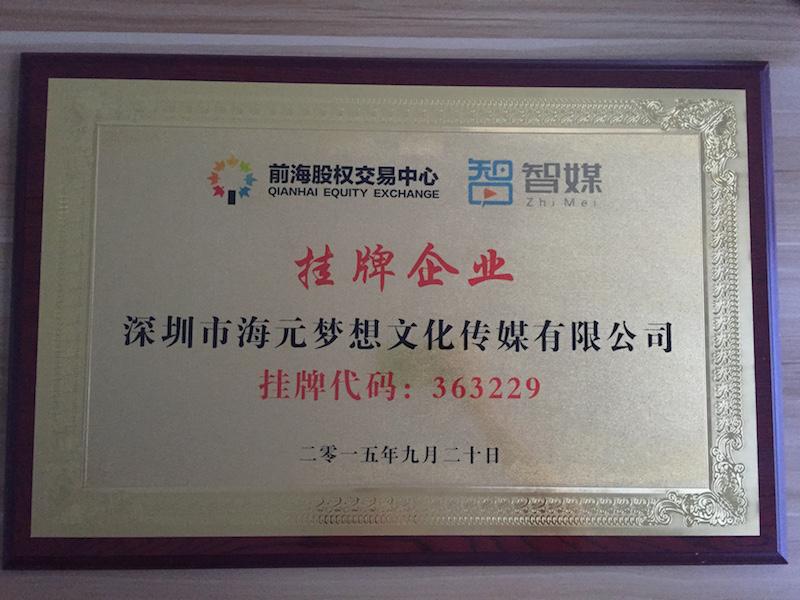 前海股权交易中心
QIANHAI EQUITY EXCHANGE
智 智媒
Zhi Mei
挂牌企业
深圳市海元梦想文化传媒有限公司
挂牌代码：363229
二零一五年九月二十日